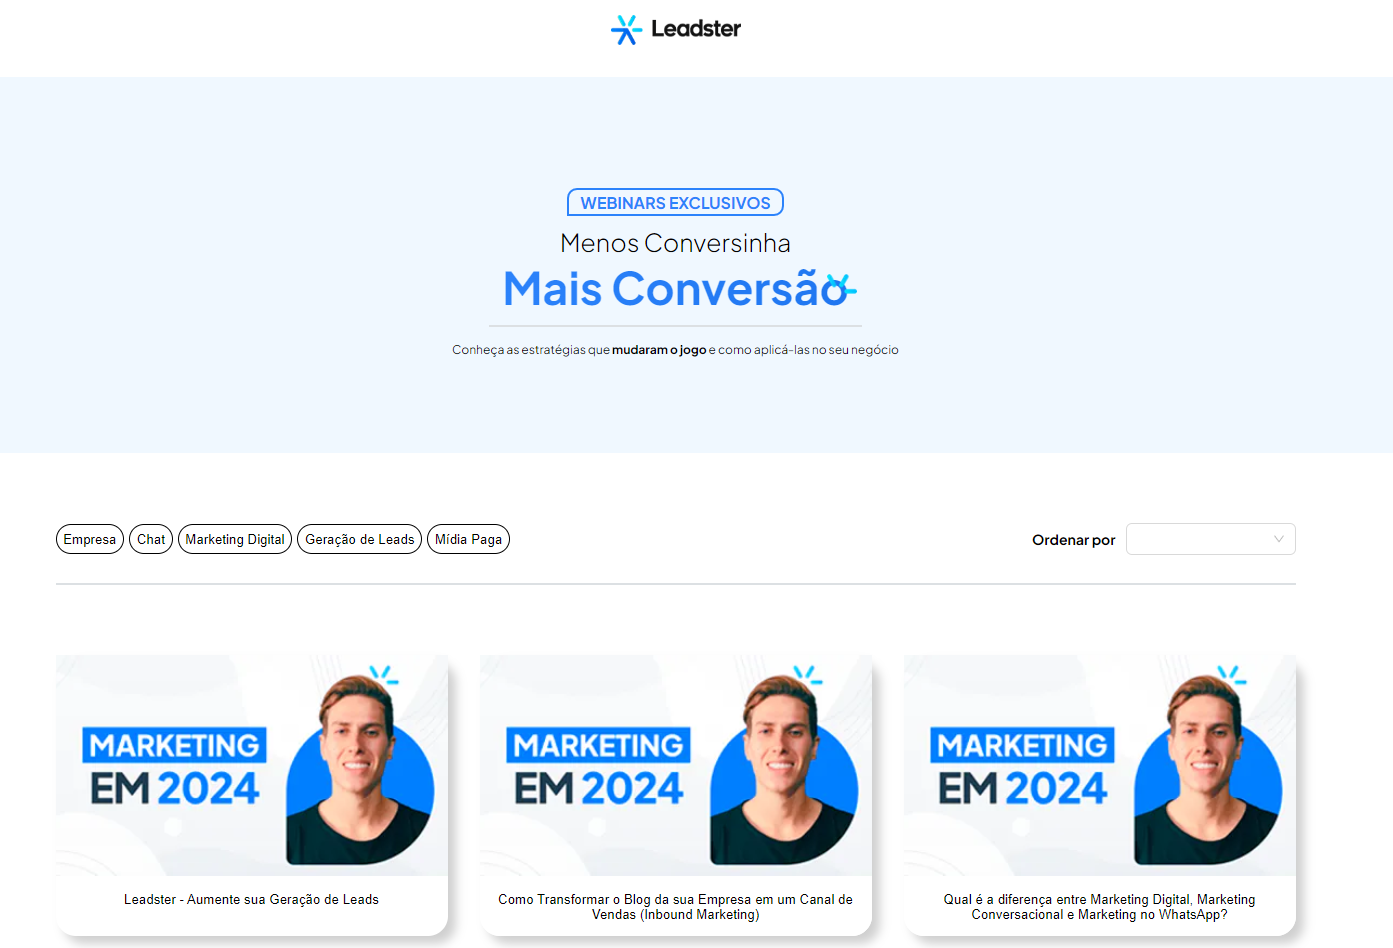 Leadster
WEBINARS EXCLUSIVOS
Menos Conversinha
Mais Conversão
Conheça as estratégias que mudaram o jogo e como aplicá-las no seu negócio
Empresa
Chat
Marketing Digital
Geração de Leads
Mídia Paga
Ordenar por
MARKETING
EM 2024
Leadster - Aumente sua Geração de Leads
MARKETING
EM 2024
Como Transformar o Blog da sua Empresa em um Canal de
Vendas (Inbound Marketing)
MARKETING
EM 2024
Qual é a diferença entre Marketing Digital, Marketing
Conversacional e Marketing no WhatsApp?